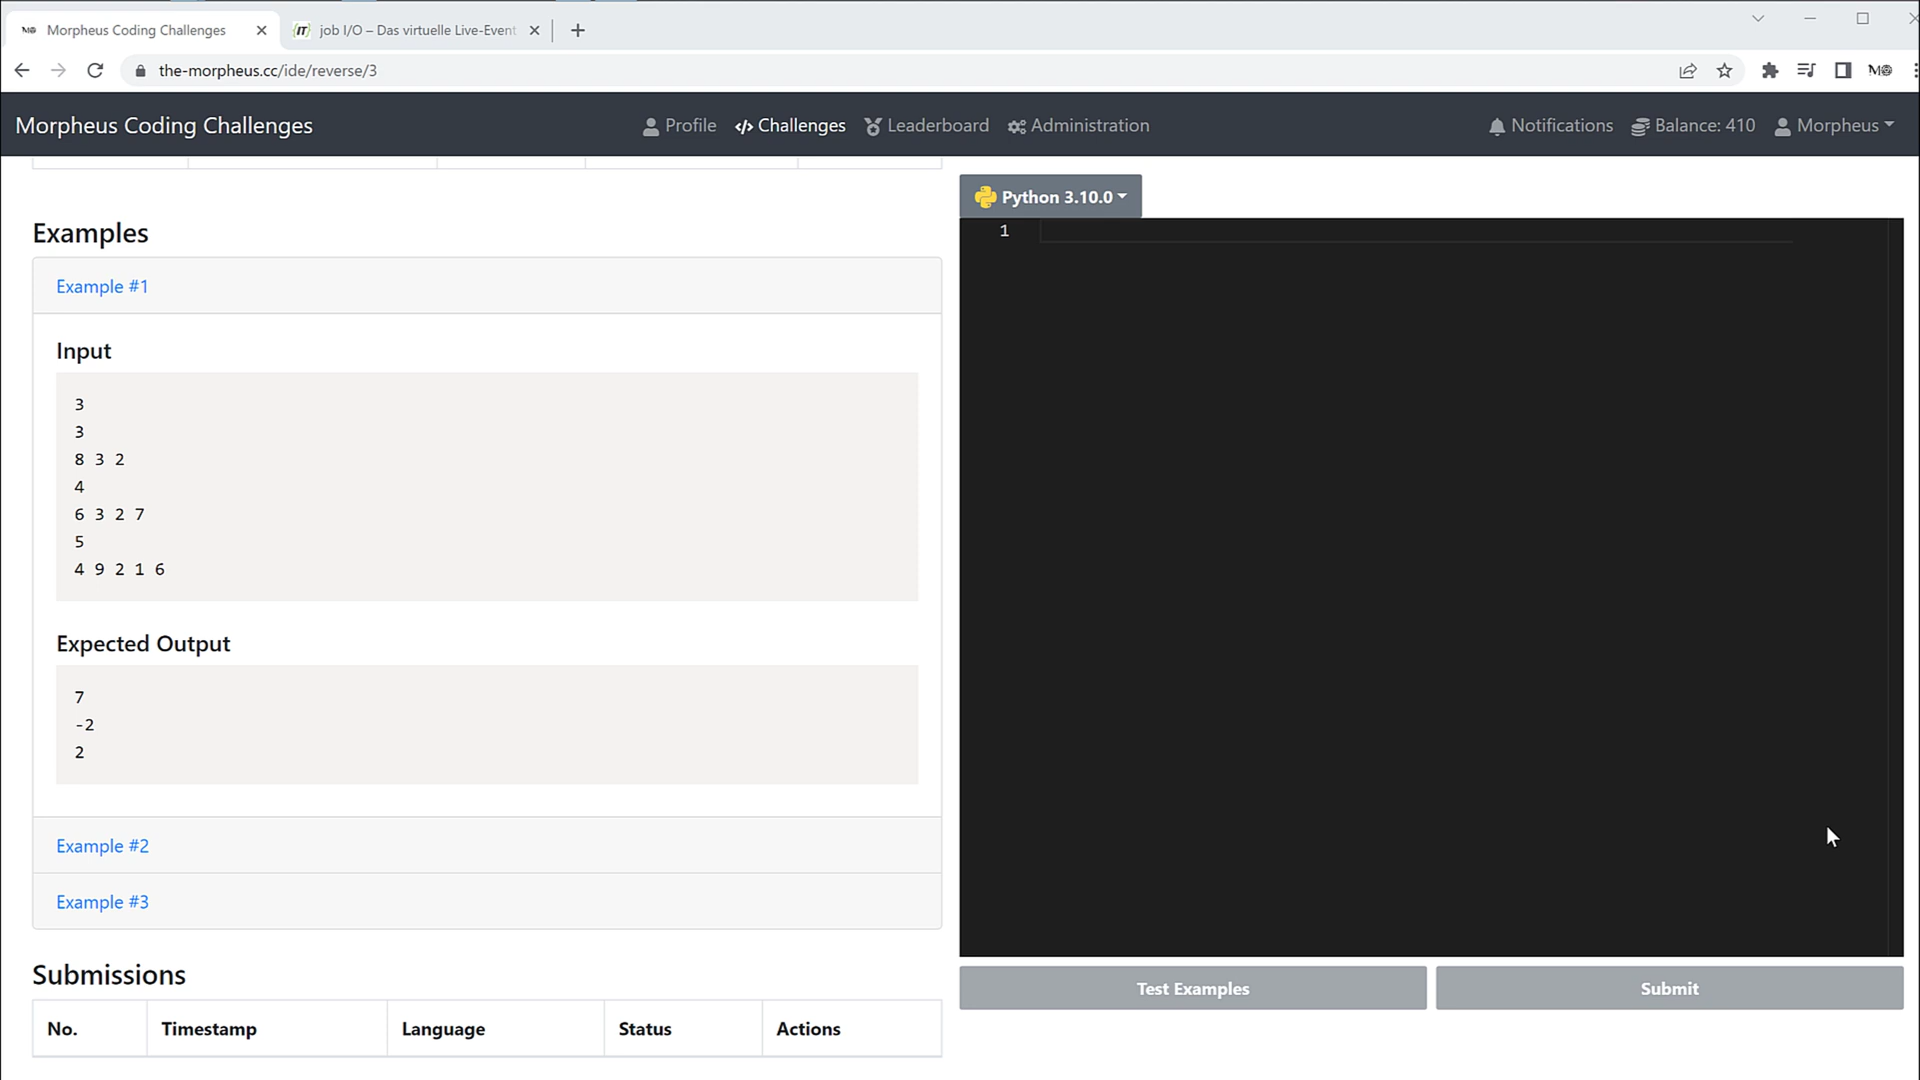 Morpheus Coding Challenges
job I/O – Das virtuelle Live-Event
the-morpheus.cc/ide/reverse/3
Morpheus Coding Challenges
Profile
Challenges
Leaderboard
Administration
Notifications
Balance: 410
Morpheus
Examples
Example #1
Input
3
3
8 3 2
4
6 3 2 7
5
4 9 2 1 6
Expected Output
7
-2
2
Example #2
Example #3
Submissions
No. Timestamp Language Status Actions
Python 3.10.0
1
Test Examples
Submit